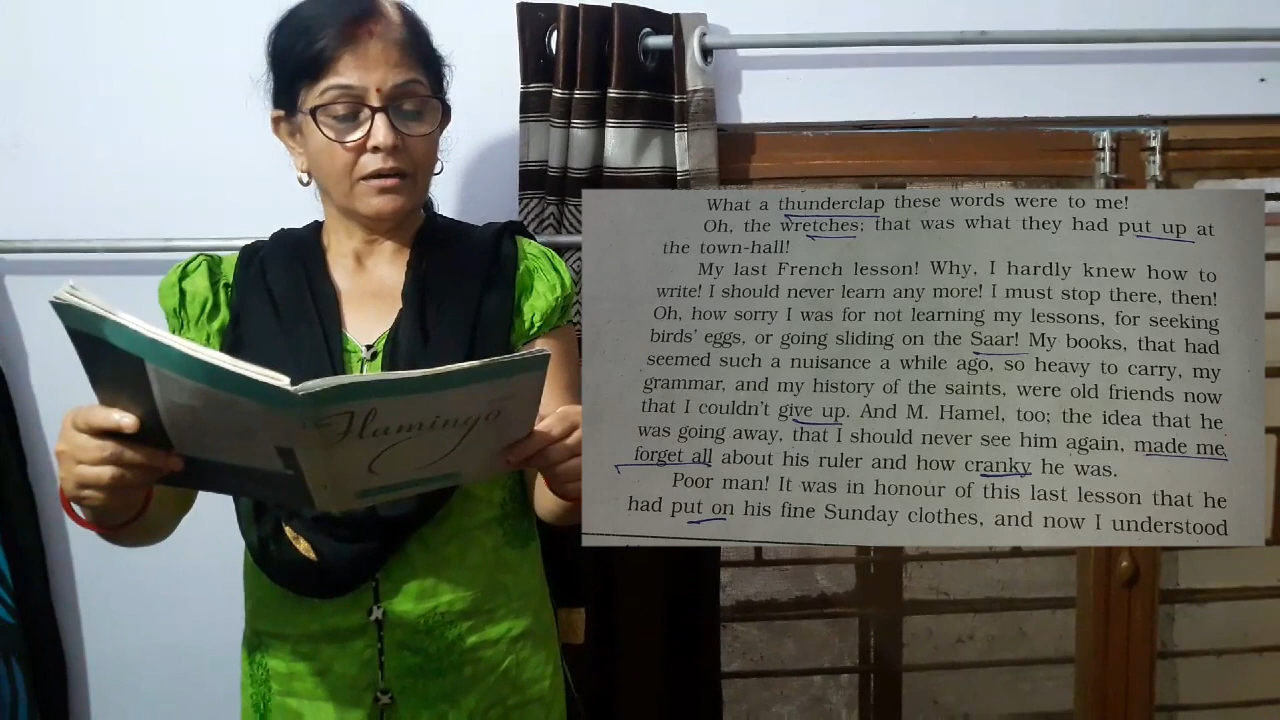 Flamingo
What a thunderclap these words were to me!
Oh, the wretches; that was what they had put up at
the town-hall!
My last French lesson! Why, I hardly knew how to
write! I should never learn any more! I must stop there, then!
Oh, how sorry I was for not learning my lessons, for seeking
birds' eggs, or going sliding on the Saar! My books, that had
seemed such a nuisance a while ago, so heavy to carry, my
grammar, and my history of the saints, were old friends now
that I couldn't give up. And M. Hamel, too; the idea that he
was going away, that I should never see him again, made me
forget all about his ruler and how cranky he was.
Poor man! It was in honour of this last lesson that he
had put on his fine Sunday clothes, and now I understood